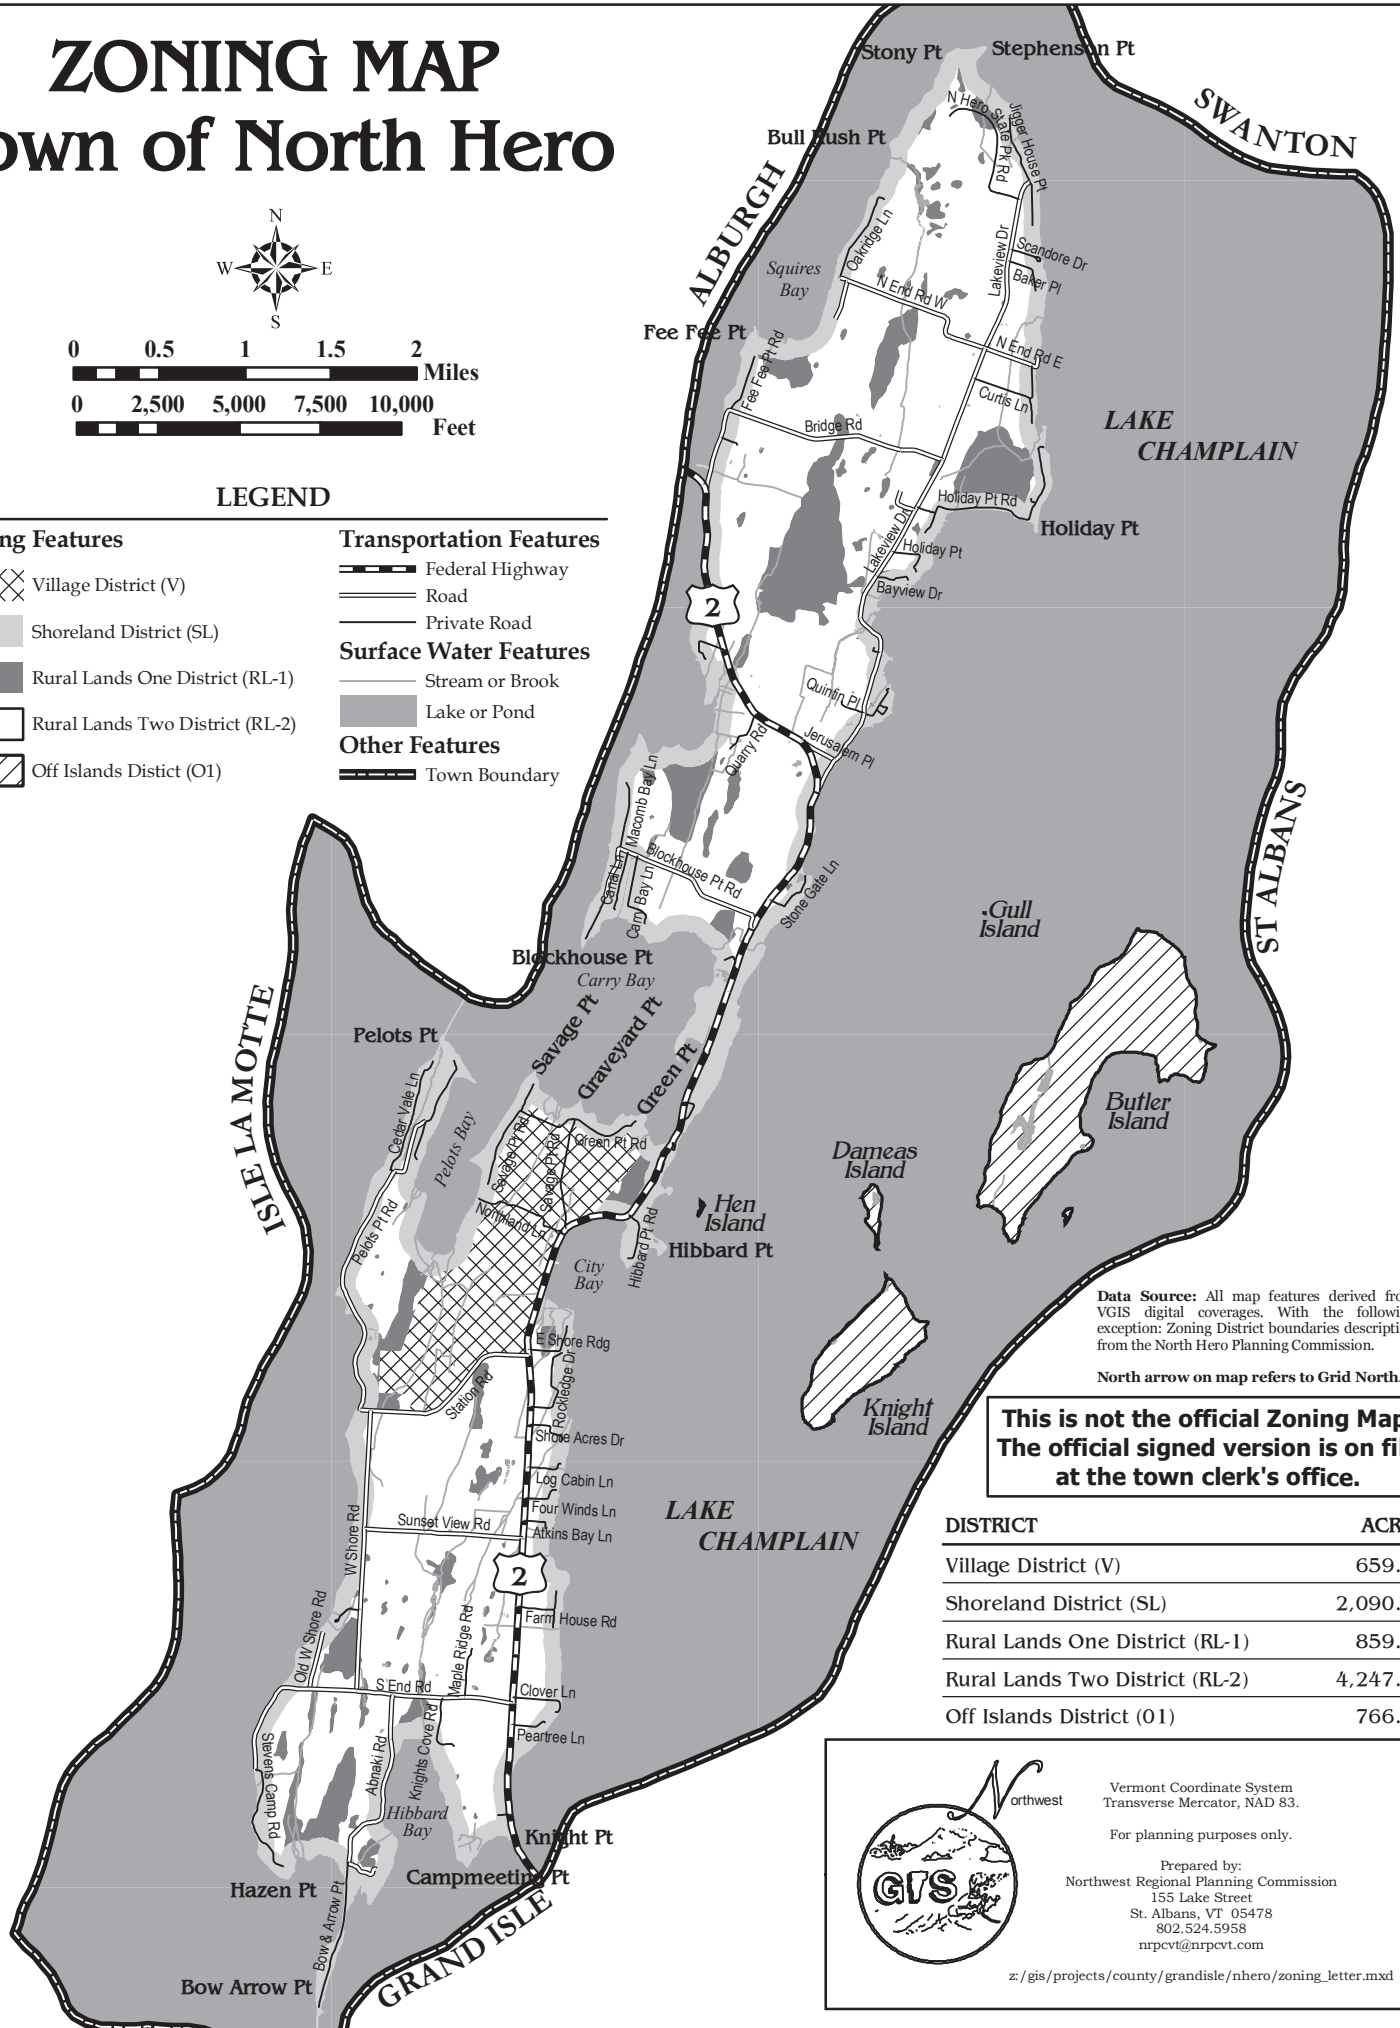 ZONING MAP
own of North Hero
N
W
E
S
0 0.5 1 1.5 2
Miles
0 2,500 5,000 7,500 10,000
Feet
LEGEND
ng Features
Village District (V)
Shoreland District (SL)
Rural Lands One District (RL-1)
Rural Lands Two District (RL-2)
Off Islands Distict (O1)
Transportation Features
Federal Highway
Road
Private Road
Surface Water Features
Stream or Brook
Lake or Pond
Other Features
Town Boundary
Stony Pt
Stephenson Pt
SWANTON
N Hero State Pk Rd
Jigger House Pt
Bull Rush Pt
ALBURGH
Oakridge Ln
Squires
Bay
Lakeview Dr
Scandore Dr
Baker Pl
N End Rd W
Fee Fee Pt
Fee Fee Pt Rd
N End Rd E
Curtis Ln
Bridge Rd
LAKE
CHAMPLAIN
Holiday Pt Rd
Holiday Pt
Lakeview Dr
Holiday Pt
Bayview Dr
2
Quintin Pl
Quarry Rd
Jerusalem Pl
Macomb Bay Ln
Blockhouse Pt Rd
Canal Ln
Carry Bay Ln
Stone Gate Ln
ST ALBANS
Gull
Island
Blockhouse Pt
Carry Bay
Savage Pt
Graveyard Pt
Green Pt
Pelots Pt
ISLE LA MOTTE
Cedar Vale Ln
Pelots Bay
Savage Pt Rd
Savage Pt Rd
Green Pt Rd
Northland Ln
Pelots Pt Rd
Butler
Island
Dameas
Island
Hen
Island
Hibbard Pt Rd
Hibbard Pt
City
Bay
Knight
Island
E Shore Rdg
Rockledge Dr
Station Rd
Shore Acres Dr
Log Cabin Ln
Four Winds Ln
Atkins Bay Ln
Sunset View Rd
W Shore Rd
LAKE
CHAMPLAIN
2
Farm House Rd
Old W Shore Rd
Maple Ridge Rd
S End Rd
Clover Ln
Peartree Ln
Stevens Camp Rd
Abnaki Rd
Knights Cove Rd
Hibbard
Bay
Knight Pt
Campmeeting Pt
Hazen Pt
Bow & Arrow Pt
Bow Arrow Pt
GRAND ISLE
Data Source: All map features derived fro
VGIS digital coverages. With the followi
exception: Zoning District boundaries descripti
from the North Hero Planning Commission.
North arrow on map refers to Grid North.
This is not the official Zoning Map
The official signed version is on fil
at the town clerk's office.
DISTRICT ACR
Village District (V) 659.
Shoreland District (SL) 2,090.
Rural Lands One District (RL-1) 859.
Rural Lands Two District (RL-2) 4,247.
Off Islands District (01) 766.
Northwest
GIS
Vermont Coordinate System
Transverse Mercator, NAD 83.
For planning purposes only.
Prepared by:
Northwest Regional Planning Commission
155 Lake Street
St. Albans, VT 05478
802.524.5958
nrpcvt@nrpcvt.com
z:/gis/projects/county/grandisle/nhero/zoning_letter.mxd